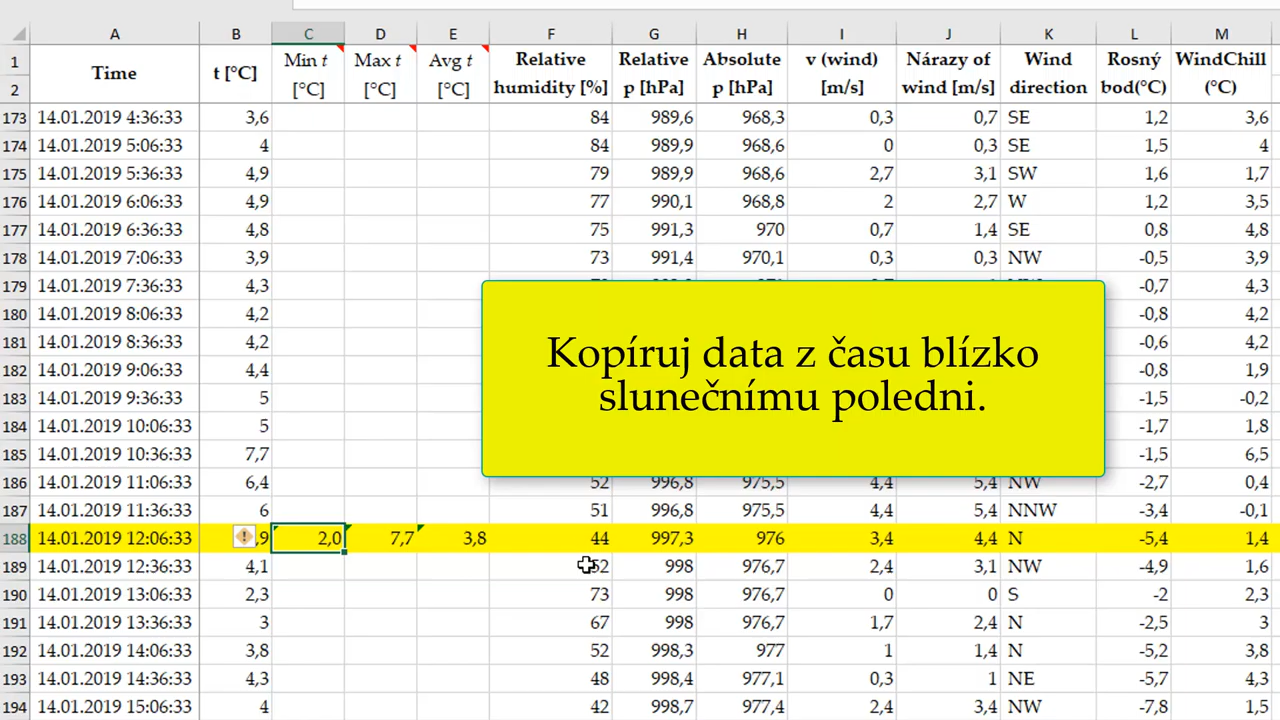 A B C D E F G H I J K L M
1 Time t [°C] Min t Max t Avg t Relative Relative Absolute v (wind) Nárazy of Wind Rosný WindChill
2 [°C] [°C] [°C] humidity [%] p [hPa] p [hPa] [m/s] wind [m/s] direction bod(°C) (°C)
173 14.01.2019 4:36:33 3,6 84 989,6 968,3 0,3 0,7 SE 1,2 3,6
174 14.01.2019 5:06:33 4 84 989,9 968,6 0 0,3 SE 1,5 4
175 14.01.2019 5:36:33 4,9 79 989,9 968,6 2,7 3,1 SW 1,6 1,7
176 14.01.2019 6:06:33 4,9 77 990,1 968,8 2 2,7 W 1,2 3,5
177 14.01.2019 6:36:33 4,8 75 991,3 970 0,7 1,4 SE 0,8 4,8
178 14.01.2019 7:06:33 3,9 73 991,4 970,1 0,3 0,3 NW -0,5 3,9
179 14.01.2019 7:36:33 4,3 -0,7 4,3
180 14.01.2019 8:06:33 4,2 -0,8 4,2
181 14.01.2019 8:36:33 4,2 -0,6 4,2
182 14.01.2019 9:06:33 4,4 -0,8 1,9
183 14.01.2019 9:36:33 5 -1,5 -0,2
184 14.01.2019 10:06:33 5 -1,7 1,8
185 14.01.2019 10:36:33 7,7 -1,5 6,5
Kopíruj data z času blízko
slunečnímu poledni.
186 14.01.2019 11:06:33 6,4 52 996,8 975,5 4,4 5,4 NW -2,7 0,4
187 14.01.2019 11:36:33 6 51 996,8 975,5 4,4 5,4 NNW -3,4 -0,1
188 14.01.2019 12:06:33 ,9 2,0 7,7 3,8 44 997,3 976 3,4 4,4 N -5,4 1,4
189 14.01.2019 12:36:33 4,1 52 998 976,7 2,4 3,1 NW -4,9 1,6
190 14.01.2019 13:06:33 2,3 73 998 976,7 0 0 S -2 2,3
191 14.01.2019 13:36:33 3 67 998 976,7 1,7 2,4 N -2,5 3
192 14.01.2019 14:06:33 3,8 52 998,3 977 1 1,4 N -5,2 3,8
193 14.01.2019 14:36:33 4,3 48 998,4 977,1 0,3 1 NE -5,7 4,3
194 14.01.2019 15:06:33 4 42 998,7 977,4 2,4 3,4 NW -7,8 1,5